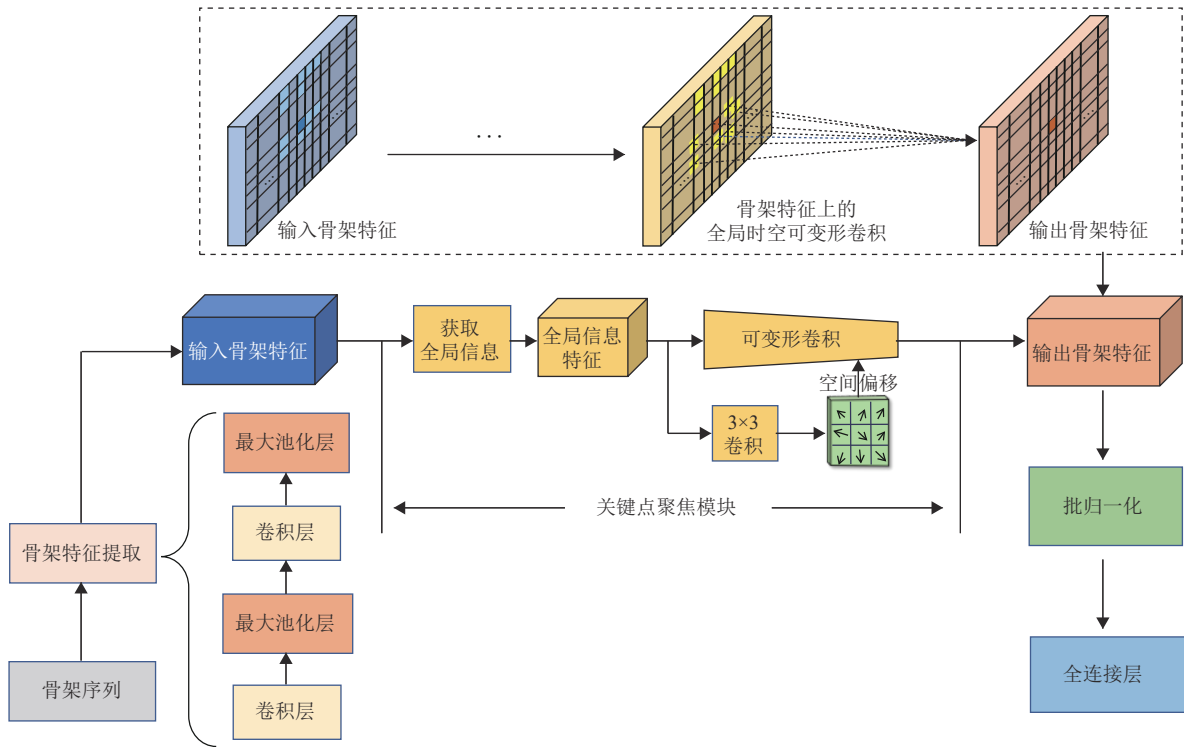 ...
输入骨架特征
骨架特征上的
全局时空可变形卷积
输出骨架特征
输入骨架特征
获取
全局信息
全局信息
特征
可变形卷积
输出骨架特征
空间偏移
3×3
卷积
最大池化层
卷积层
最大池化层
卷积层
骨架特征提取
骨架序列
关键点聚焦模块
批归一化
全连接层